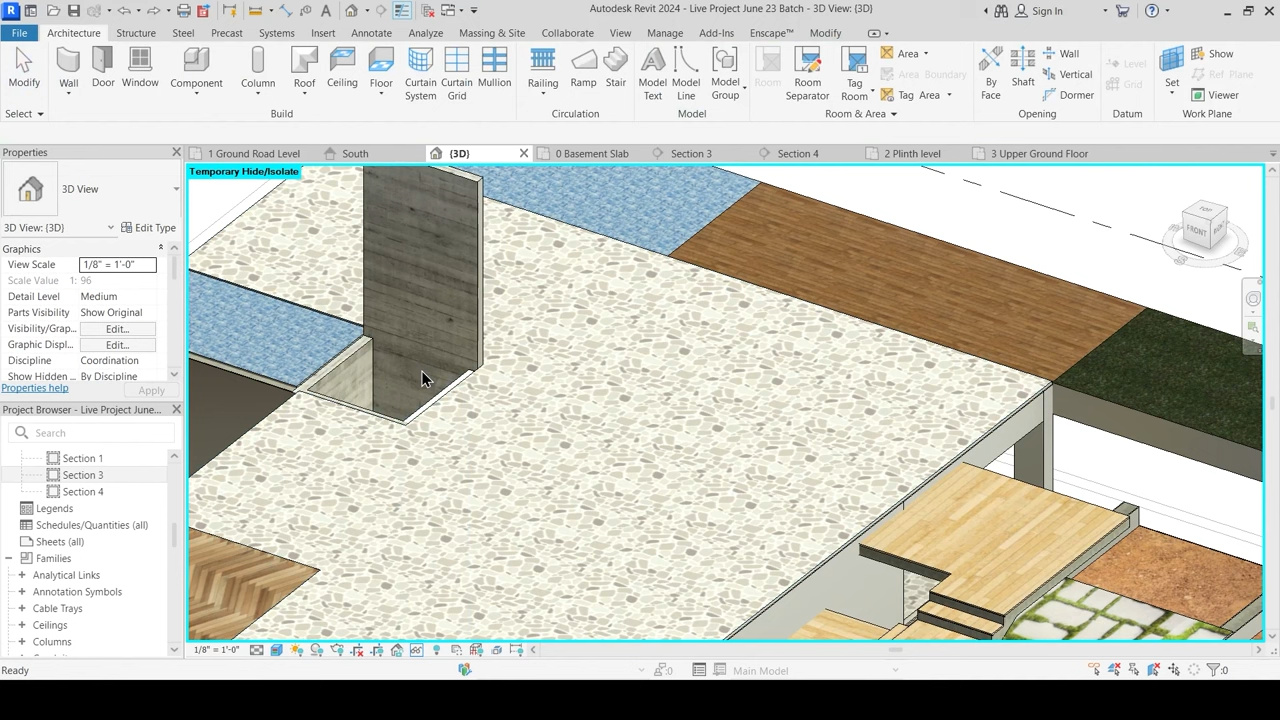 R Autodesk Revit 2024 - Live Project June 23 Batch - 3D View: {3D} Sign In
File Architecture Structure Steel Precast Systems Insert Annotate Analyze Massing & Site Collaborate View Manage Add-Ins Enscape™ Modify
Modify Wall Door Window Component Column Roof Ceiling Floor Curtain System Curtain Grid Mullion Railing Ramp Stair Model Text Model Line Model Group Room Room Separator Tag Room Area By Face Shaft Wall Level Set Show
Area Boundary Vertical Grid Ref Plane
Tag Area Dormer Viewer
Select Build Circulation Model Room & Area Opening Datum Work Plane
Properties 1 Ground Road Level South {3D} 0 Basement Slab Section 3 Section 4 2 Plinth level 3 Upper Ground Floor
Temporary Hide/Isolate
3D View
3D View: {3D} Edit Type
Graphics
View Scale 1/8" = 1'-0"
Scale Value 1: 96
Detail Level Medium
Parts Visibility Show Original
Visibility/Grap... Edit...
Graphic Displ... Edit...
Discipline Coordination
Show Hidden By Discipline
Properties help Apply
Project Browser - Live Project June...
Search
Section 1
Section 3
Section 4
Legends
Schedules/Quantities (all)
Sheets (all)
Families
Analytical Links
Annotation Symbols
Cable Trays
Ceilings
Columns
TOP
FRONT
1/8" = 1'-0"
Ready :0 Main Model :0